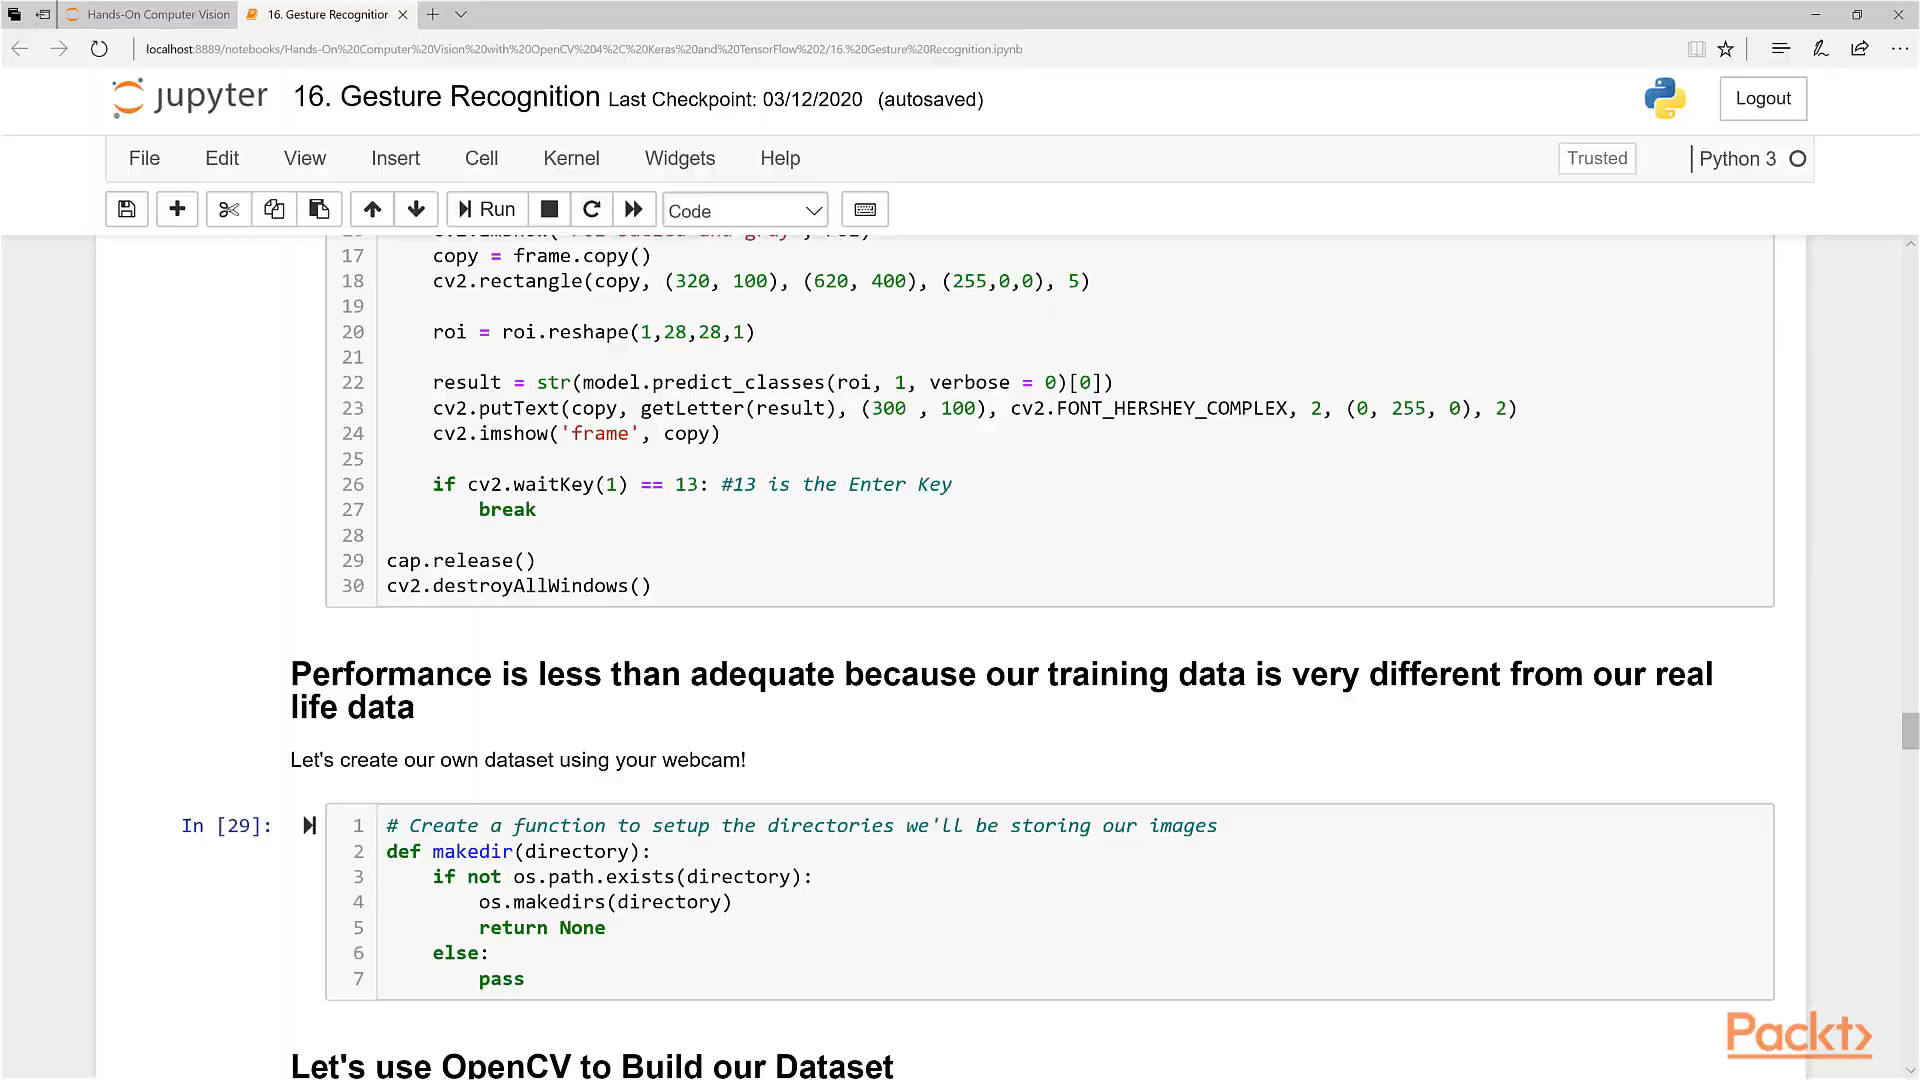 Hands-On Computer Vision
16. Gesture Recognition
localhost:8889/notebooks/Hands-On%20Computer%20Vision%20with%20OpenCV%204%2C%20Keras%20and%20TensorFlow%202/16.%20Gesture%20Recognition.ipynb
jupyter 16. Gesture Recognition Last Checkpoint: 03/12/2020 (autosaved)
Logout
File Edit View Insert Cell Kernel Widgets Help Trusted Python 3
Run Code
17 copy = frame.copy()
18 cv2.rectangle(copy, (320, 100), (620, 400), (255,0,0), 5)
19
20 roi = roi.reshape(1,28,28,1)
21
22 result = str(model.predict_classes(roi, 1, verbose = 0)[0])
23 cv2.putText(copy, getLetter(result), (300 , 100), cv2.FONT_HERSHEY_COMPLEX, 2, (0, 255, 0), 2)
24 cv2.imshow('frame', copy)
25
26 if cv2.waitKey(1) == 13: #13 is the Enter Key
27 break
28
29 cap.release()
30 cv2.destroyAllWindows()
Performance is less than adequate because our training data is very different from our real
life data
Let's create our own dataset using your webcam!
In [29]:
1 # Create a function to setup the directories we'll be storing our images
2 def makedir(directory):
3 if not os.path.exists(directory):
4 os.makedirs(directory)
5 return None
6 else:
7 pass
Let's use OpenCV to Build our Dataset
Packt>